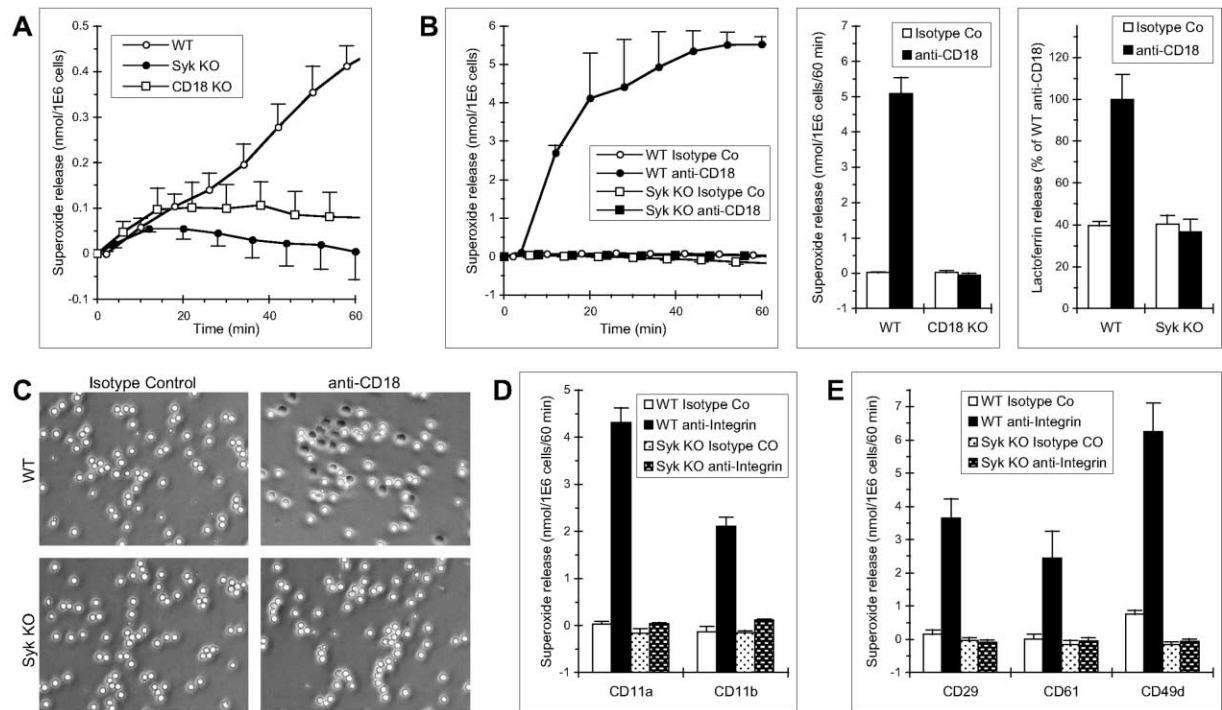 A
Superoxide release (nmol/1E6 cells)
0.5
0.4
0.3
0.2
0.1
0
-0.1
WT
Syk KO
CD18 KO
0
20
40
60
Time (min)
B
Superoxide release (nmol/1E6 cells)
6
5
4
3
2
1
0
-1
WT Isotype Co
WT anti-CD18
Syk KO Isotype Co
Syk KO anti-CD18
0
20
40
60
Time (min)
Superoxide release (nmol/1E6 cells/60 min)
7
6
5
4
3
2
1
0
-1
Isotype Co
anti-CD18
WT
CD18 KO
Lactoferrin release (% of WT anti-CD18)
120
100
80
60
40
20
0
Isotype Co
anti-CD18
WT
Syk KO
C
Isotype Control
anti-CD18
WT
Syk KO
D
Superoxide release (nmol/1E6 cells/60 min)
5
4
3
2
1
0
-1
WT Isotype Co
WT anti-Integrin
Syk KO Isotype CO
Syk KO anti-Integrin
CD11a
CD11b
E
Superoxide release (nmol/1E6 cells/60 min)
7
6
5
4
3
2
1
0
-1
WT Isotype Co
WT anti-Integrin
Syk KO Isotype CO
Syk KO anti-Integrin
CD29
CD61
CD49d